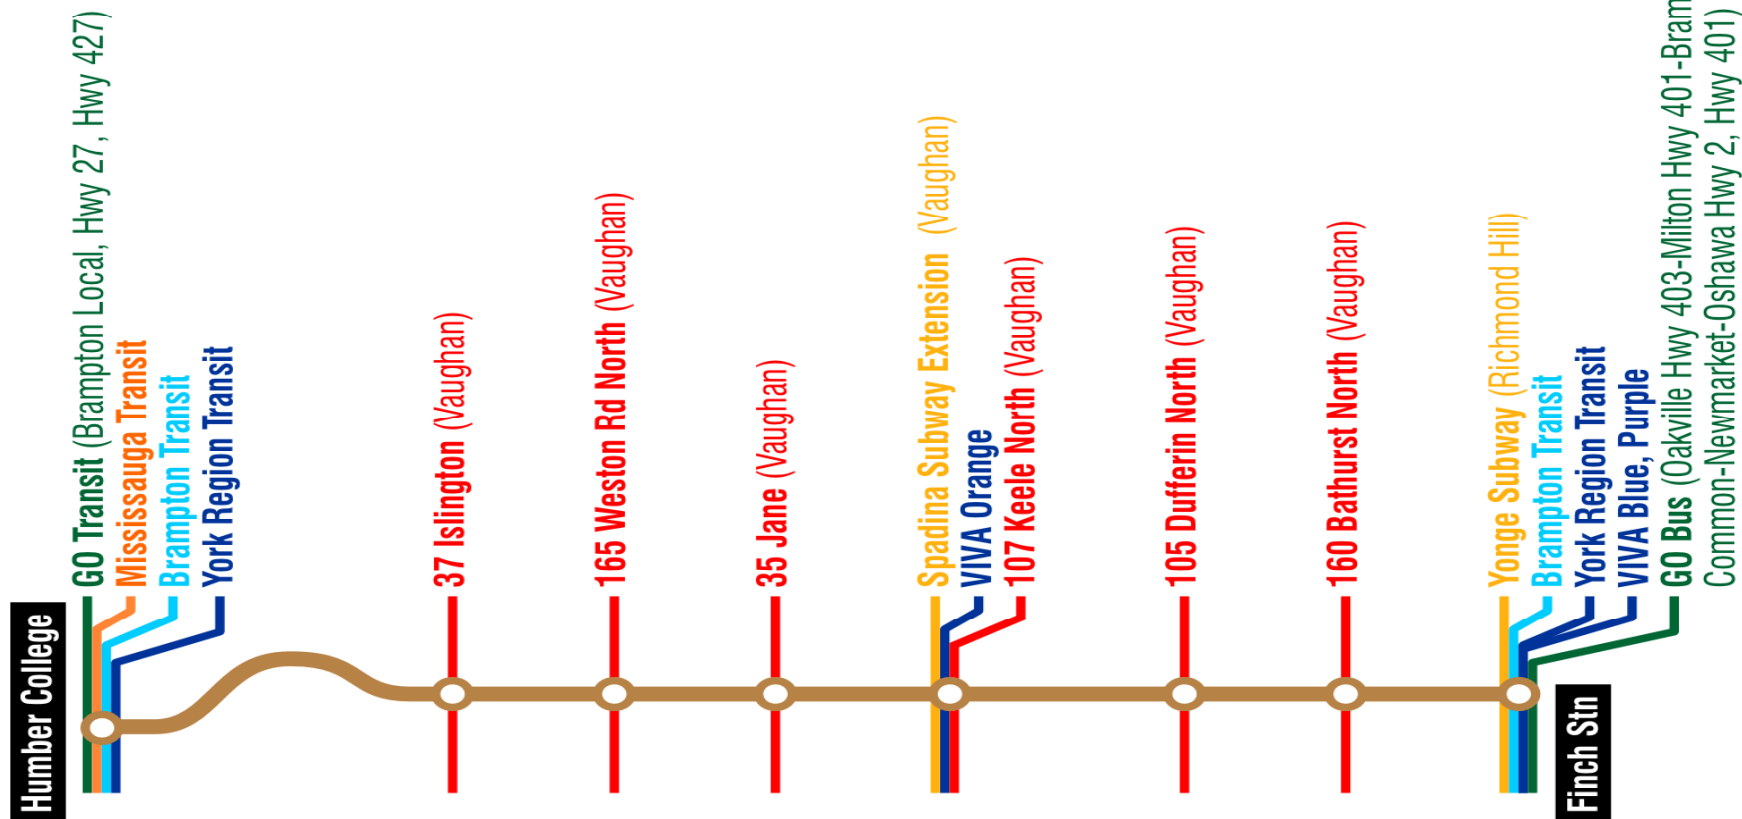 Humber College
GO Transit (Brampton Local, Hwy 27, Hwy 427)
Mississauga Transit
Brampton Transit
York Region Transit
37 Islington (Vaughan)
165 Weston Rd North (Vaughan)
35 Jane (Vaughan)
Spadina Subway Extension (Vaughan)
VIVA Orange
107 Keele North (Vaughan)
105 Dufferin North (Vaughan)
160 Bathurst North (Vaughan)
Yonge Subway (Richmond Hill)
Brampton Transit
York Region Transit
VIVA Blue, Purple
GO Bus (Oakville Hwy 403-Milton Hwy 401-Bram
Common-Newmarket-Oshawa Hwy 2, Hwy 401)
Finch Stn